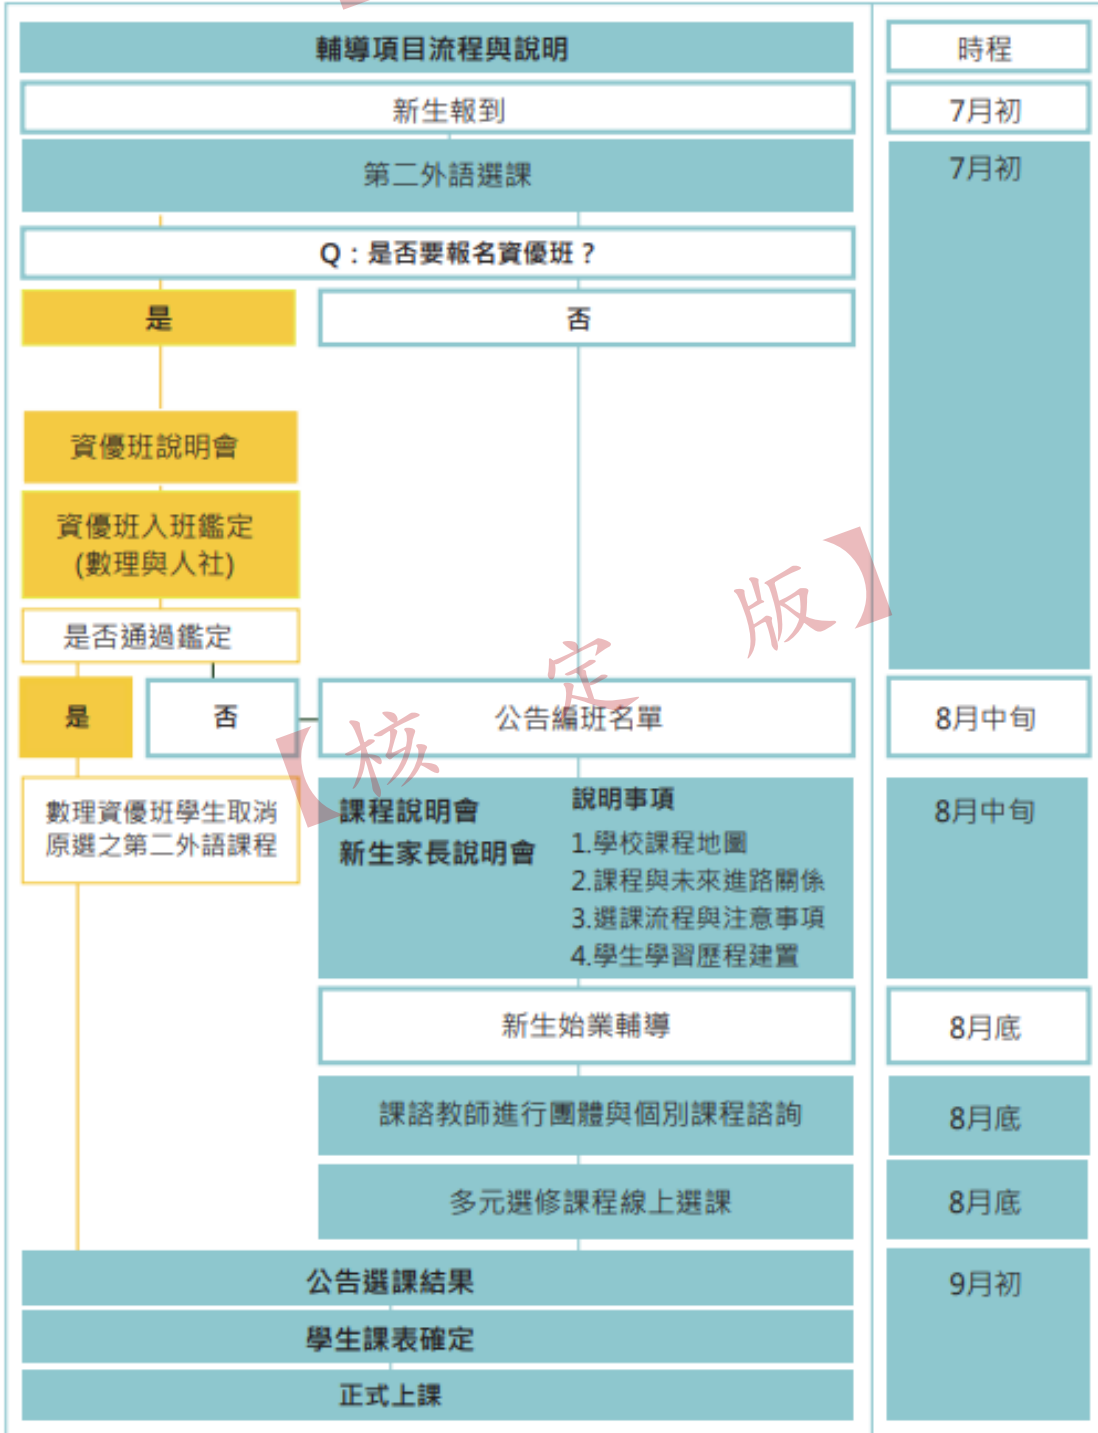 輔導項目流程與說明
時程
新生報到
7月初
第二外語選課
7月初
Q：是否要報名資優班？
是
否
資優班說明會
資優班入班鑑定
(數理與人社)
是否通過鑑定
是
否
公告編班名單
8月中旬
數理資優班學生取消
原選之第二外語課程
課程說明會
新生家長說明會
說明事項
1.學校課程地圖
2.課程與未來進路關係
3.選課流程與注意事項
4.學生學習歷程建置
8月中旬
新生始業輔導
8月底
課諮教師進行團體與個別課程諮詢
8月底
多元選修課程線上選課
8月底
公告選課結果
9月初
學生課表確定
正式上課
【核定版】